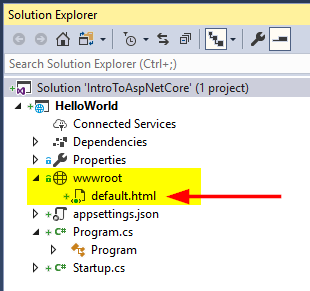 Solution Explorer
Search Solution Explorer (Ctrl+;)
Solution 'IntroToAspNetCore' (1 project)
HelloWorld
Connected Services
Dependencies
Properties
wwwroot
default.html
appsettings.json
C# Program.cs
Program
C# Startup.cs